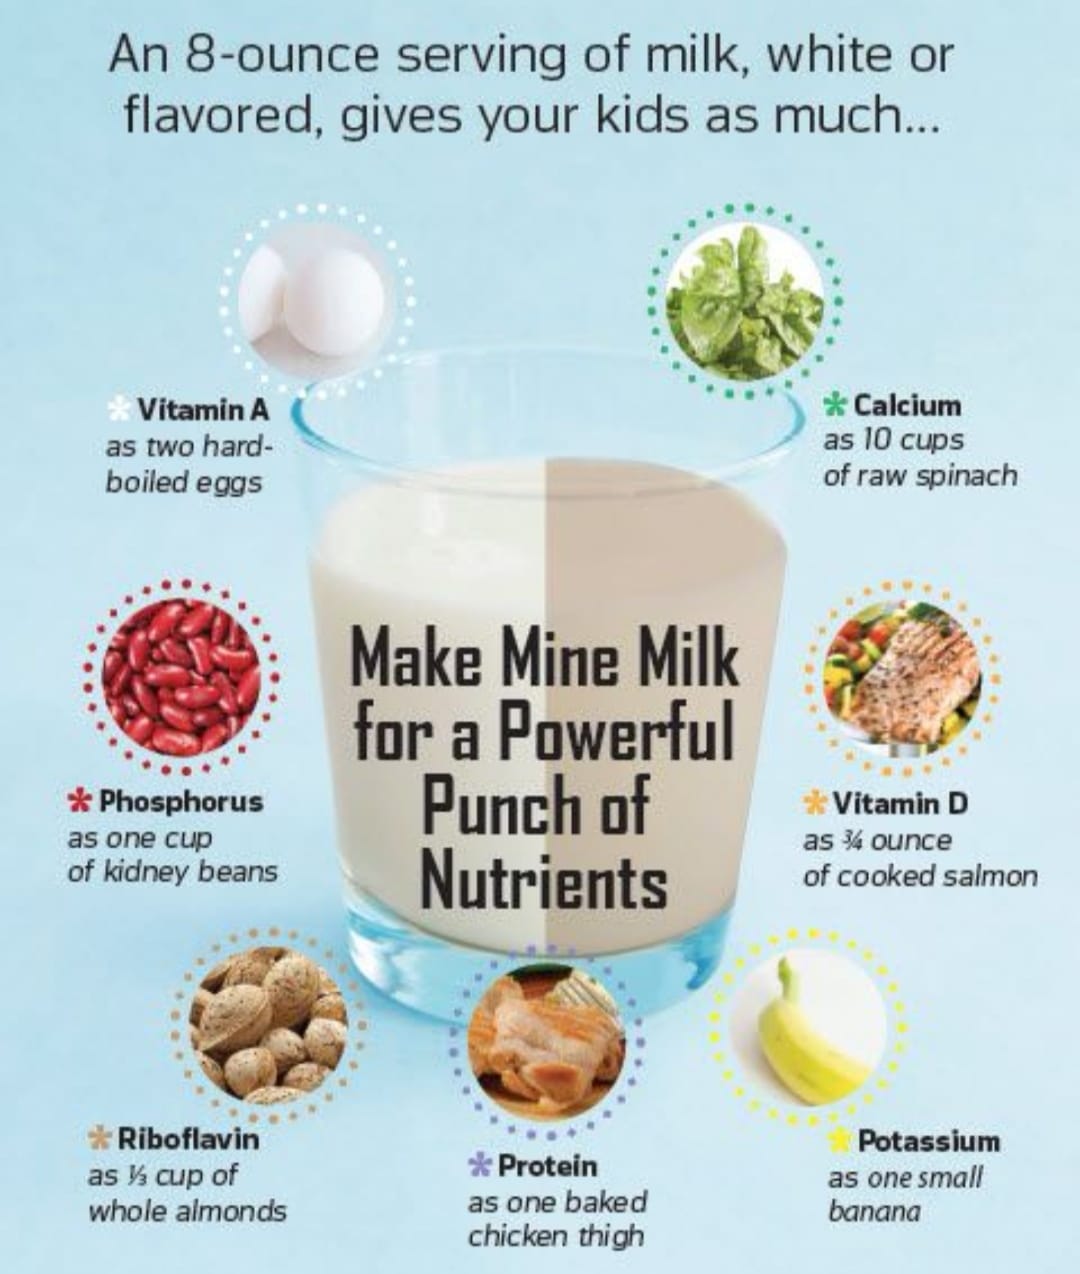 An 8-ounce serving of milk, white or
flavored, gives your kids as much...
* Vitamin A
as two hard-
boiled eggs
* Calcium
as 10 cups
of raw spinach
Make Mine Milk
for a Powerful
Punch of
Nutrients
* Phosphorus
as one cup
of kidney beans
* Vitamin D
as ¾ ounce
of cooked salmon
* Riboflavin
as ⅓ cup of
whole almonds
* Protein
as one baked
chicken thigh
* Potassium
as one small
banana